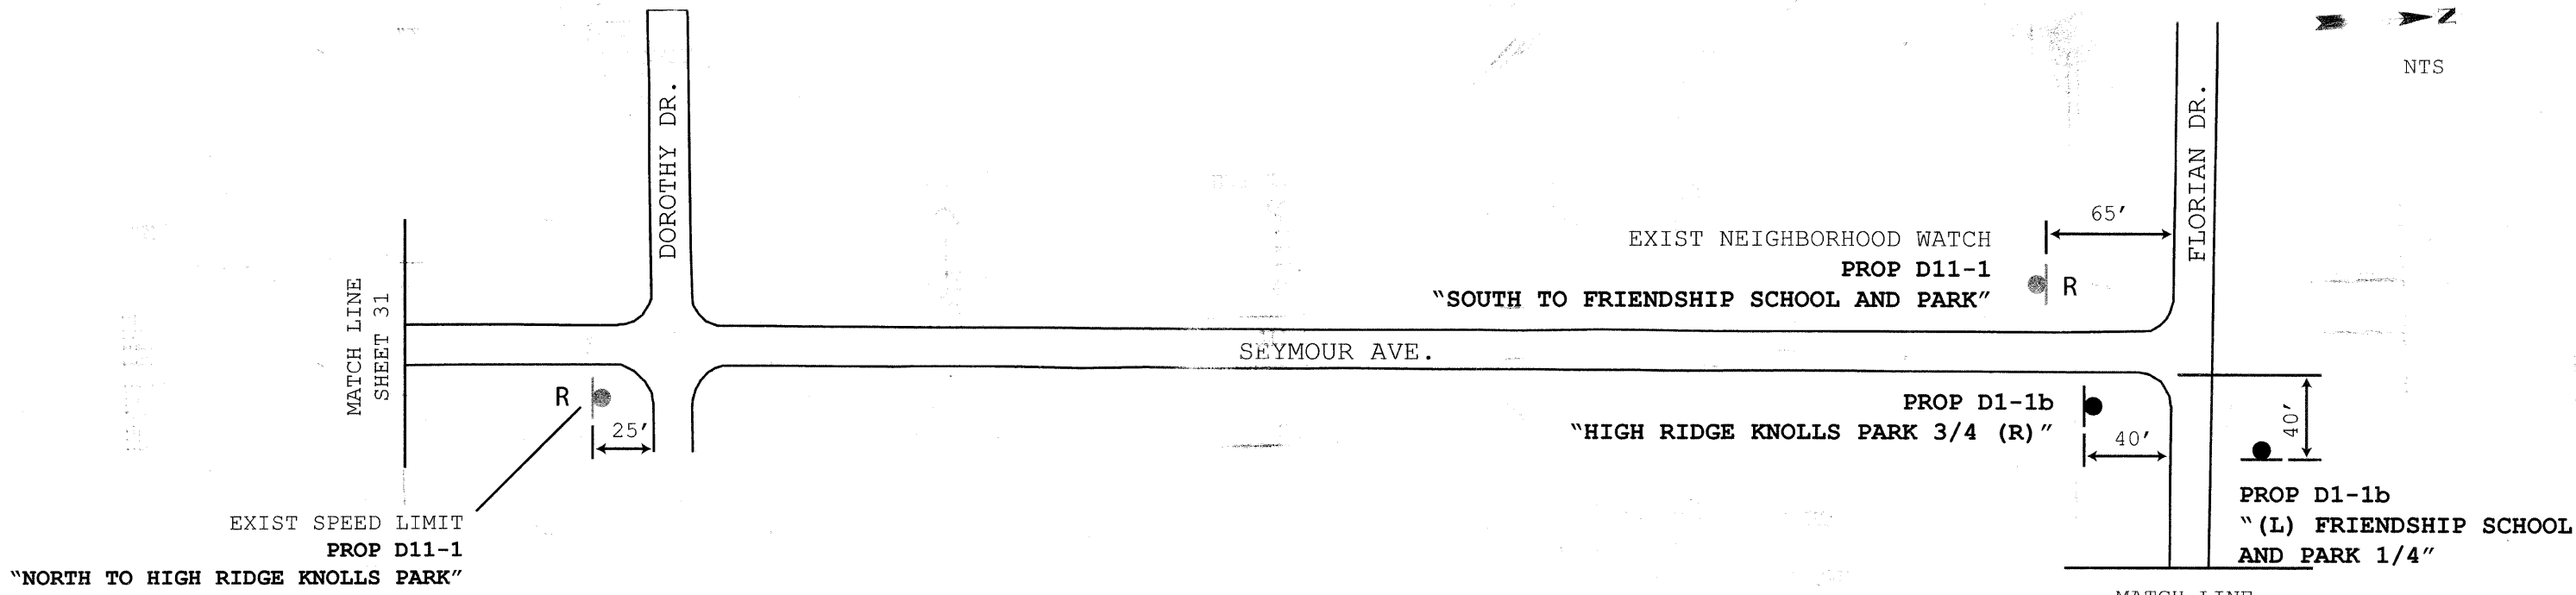 N
NTS
DOROTHY DR.
FLORIAN DR.
65'
EXIST NEIGHBORHOOD WATCH
PROP D11-1
"SOUTH TO FRIENDSHIP SCHOOL AND PARK"
R
MATCH LINE
SHEET 31
SEYMOUR AVE.
R
25'
PROP D1-1b
"HIGH RIDGE KNOLLS PARK 3/4 (R)"
40'
40'
PROP D1-1b
"(L) FRIENDSHIP SCHOOL
AND PARK 1/4"
EXIST SPEED LIMIT
PROP D11-1
"NORTH TO HIGH RIDGE KNOLLS PARK"
MATCH LINE